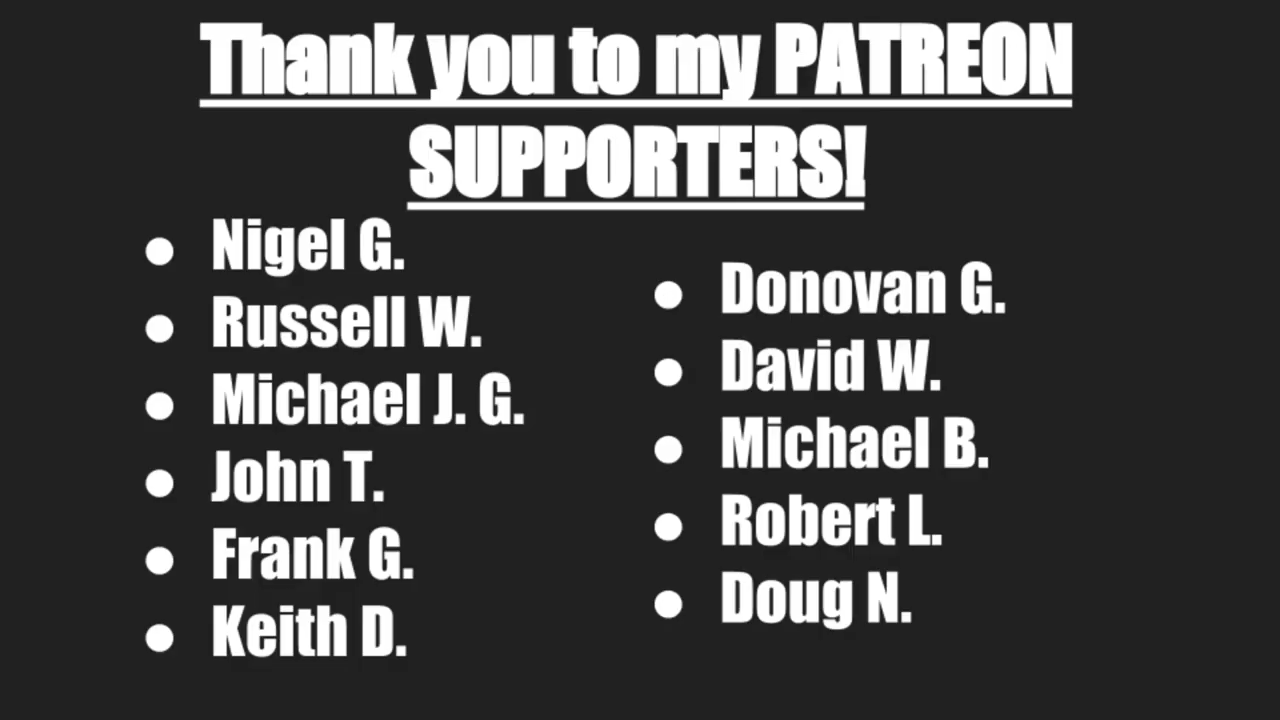 Thank you to my PATREON
SUPPORTERS!
● Nigel G.
● Russell W.
● Michael J. G.
● John T.
● Frank G.
● Keith D.
● Donovan G.
● David W.
● Michael B.
● Robert L.
● Doug N.